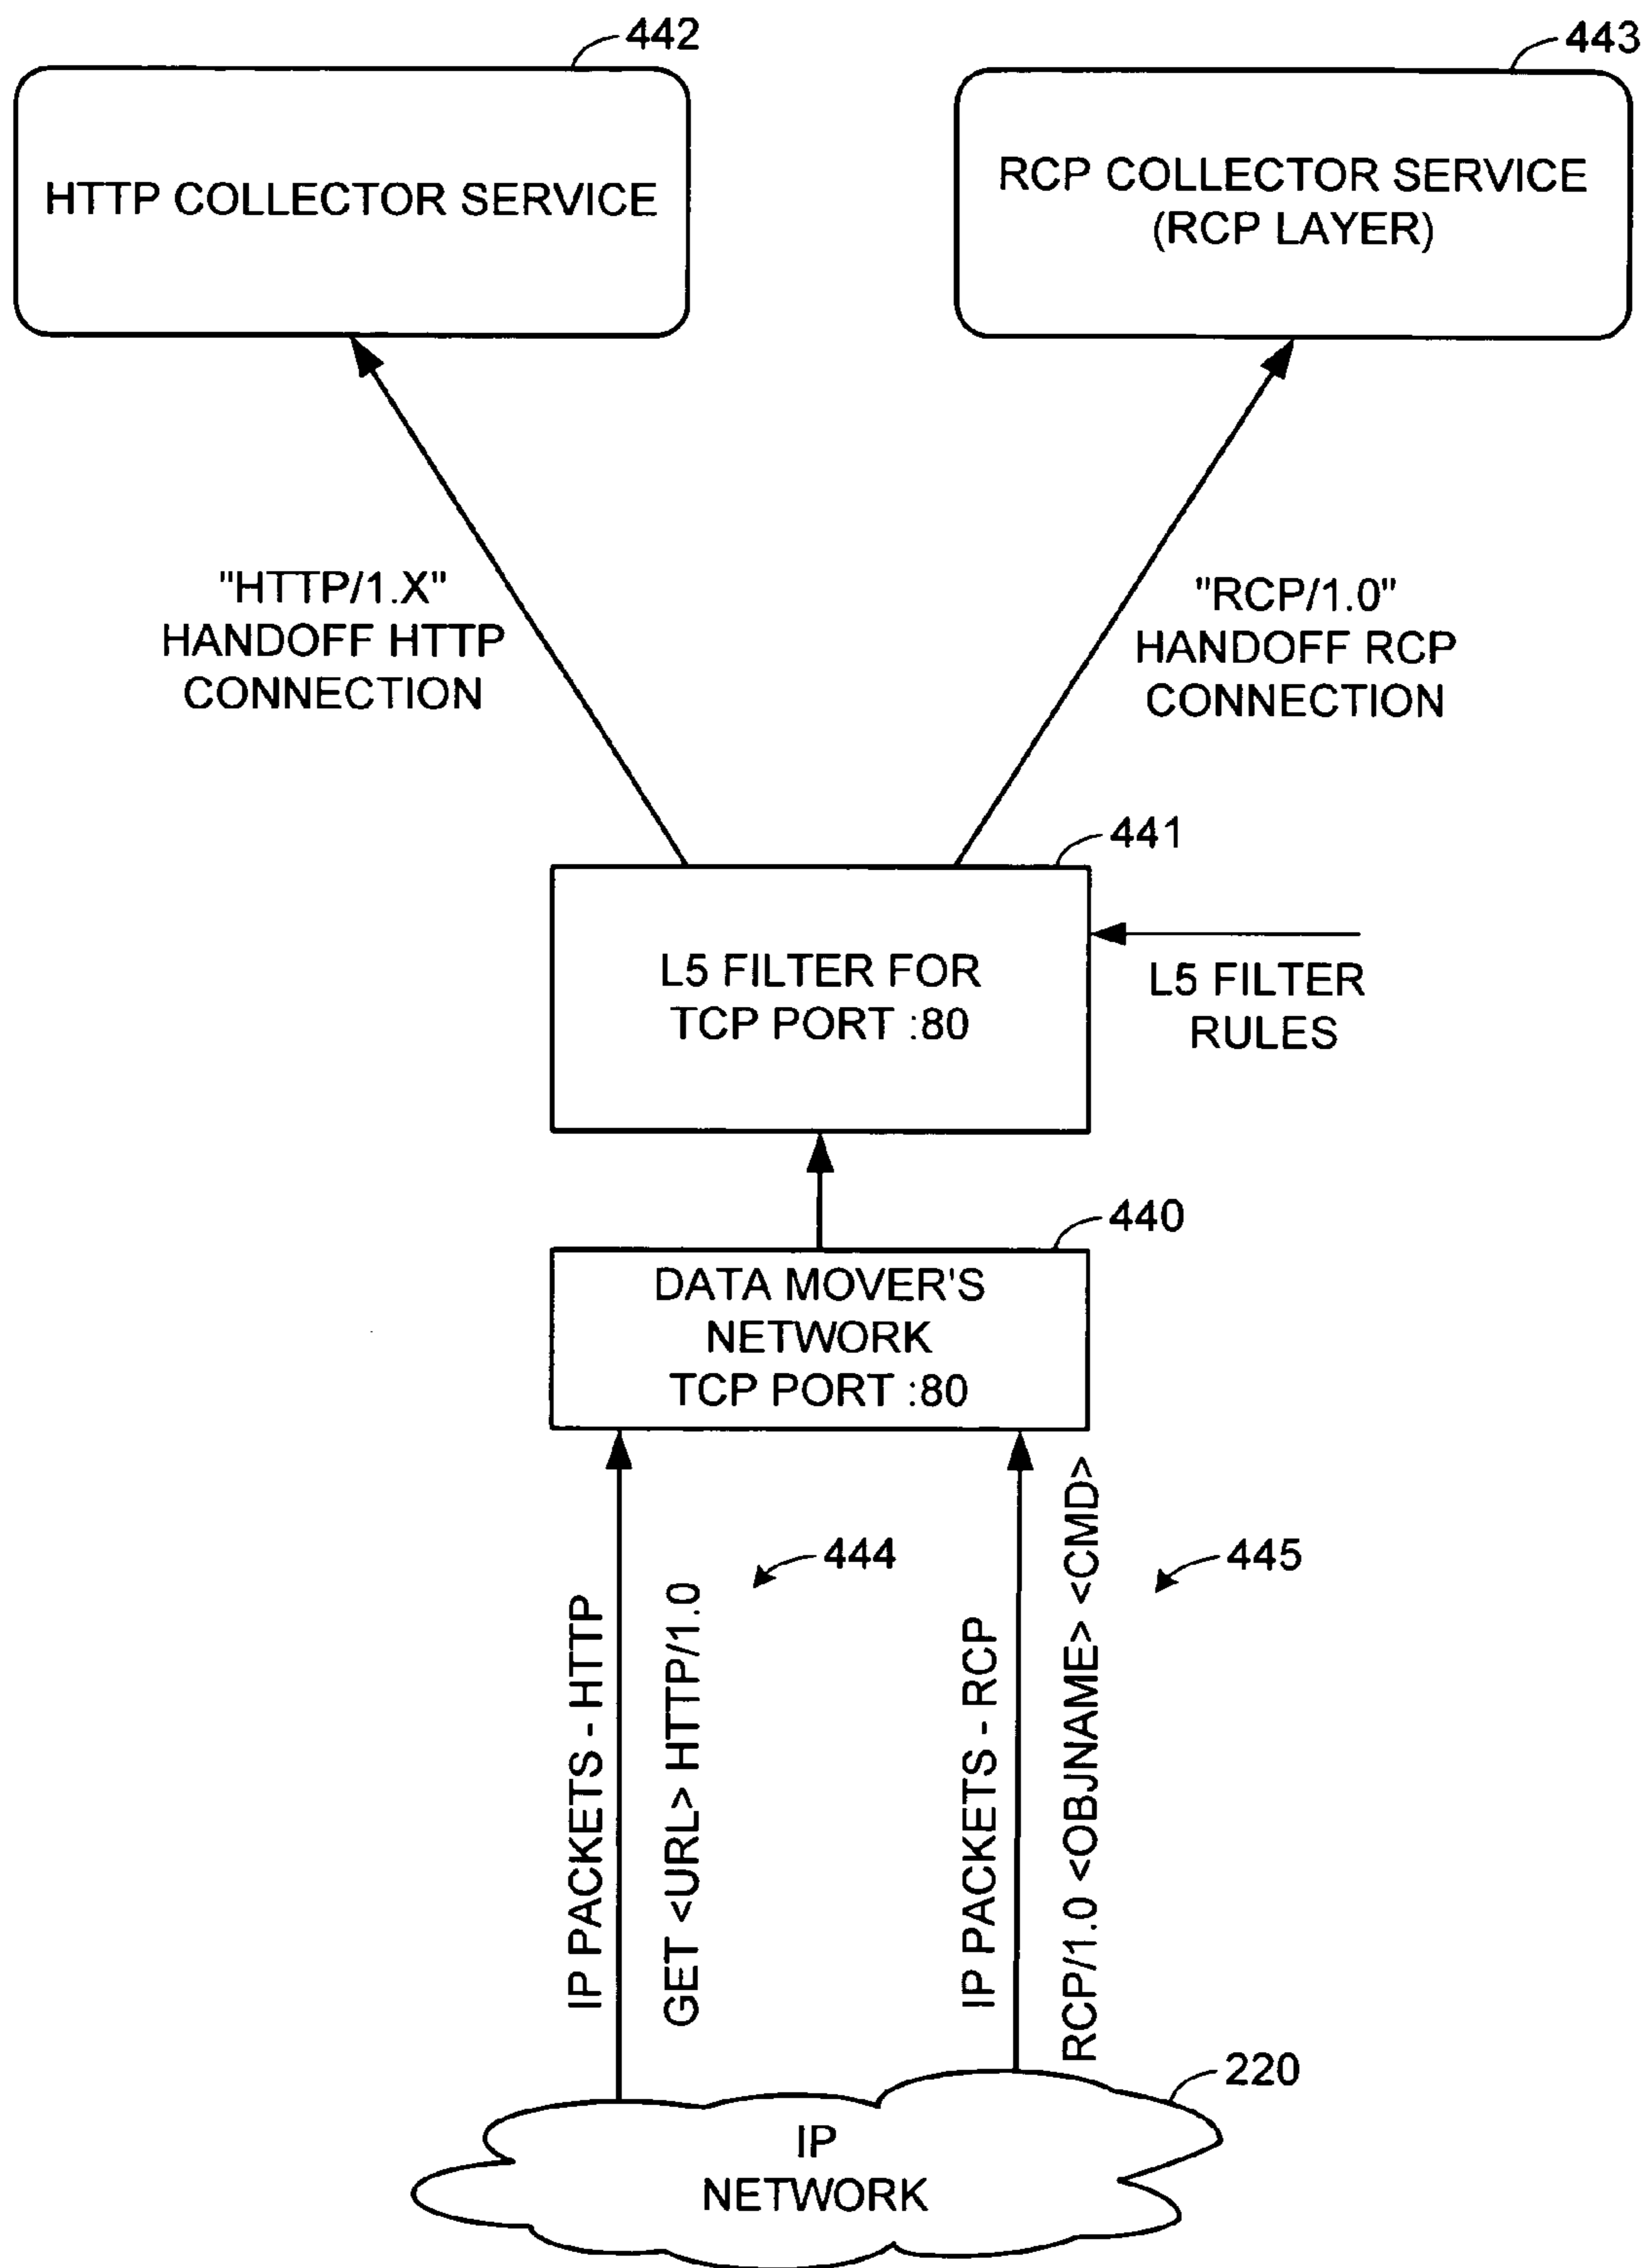 442
443
HTTP COLLECTOR SERVICE
RCP COLLECTOR SERVICE
(RCP LAYER)
"HTTP/1.X"
HANDOFF HTTP
CONNECTION
"RCP/1.0"
HANDOFF RCP
CONNECTION
441
L5 FILTER FOR
TCP PORT :80
L5 FILTER
RULES
440
DATA MOVER'S
NETWORK
TCP PORT :80
IP PACKETS - HTTP
GET <URL> HTTP/1.0
444
IP PACKETS - RCP
RCP/1.0 <OBJNAME> <CMD>
445
220
IP
NETWORK